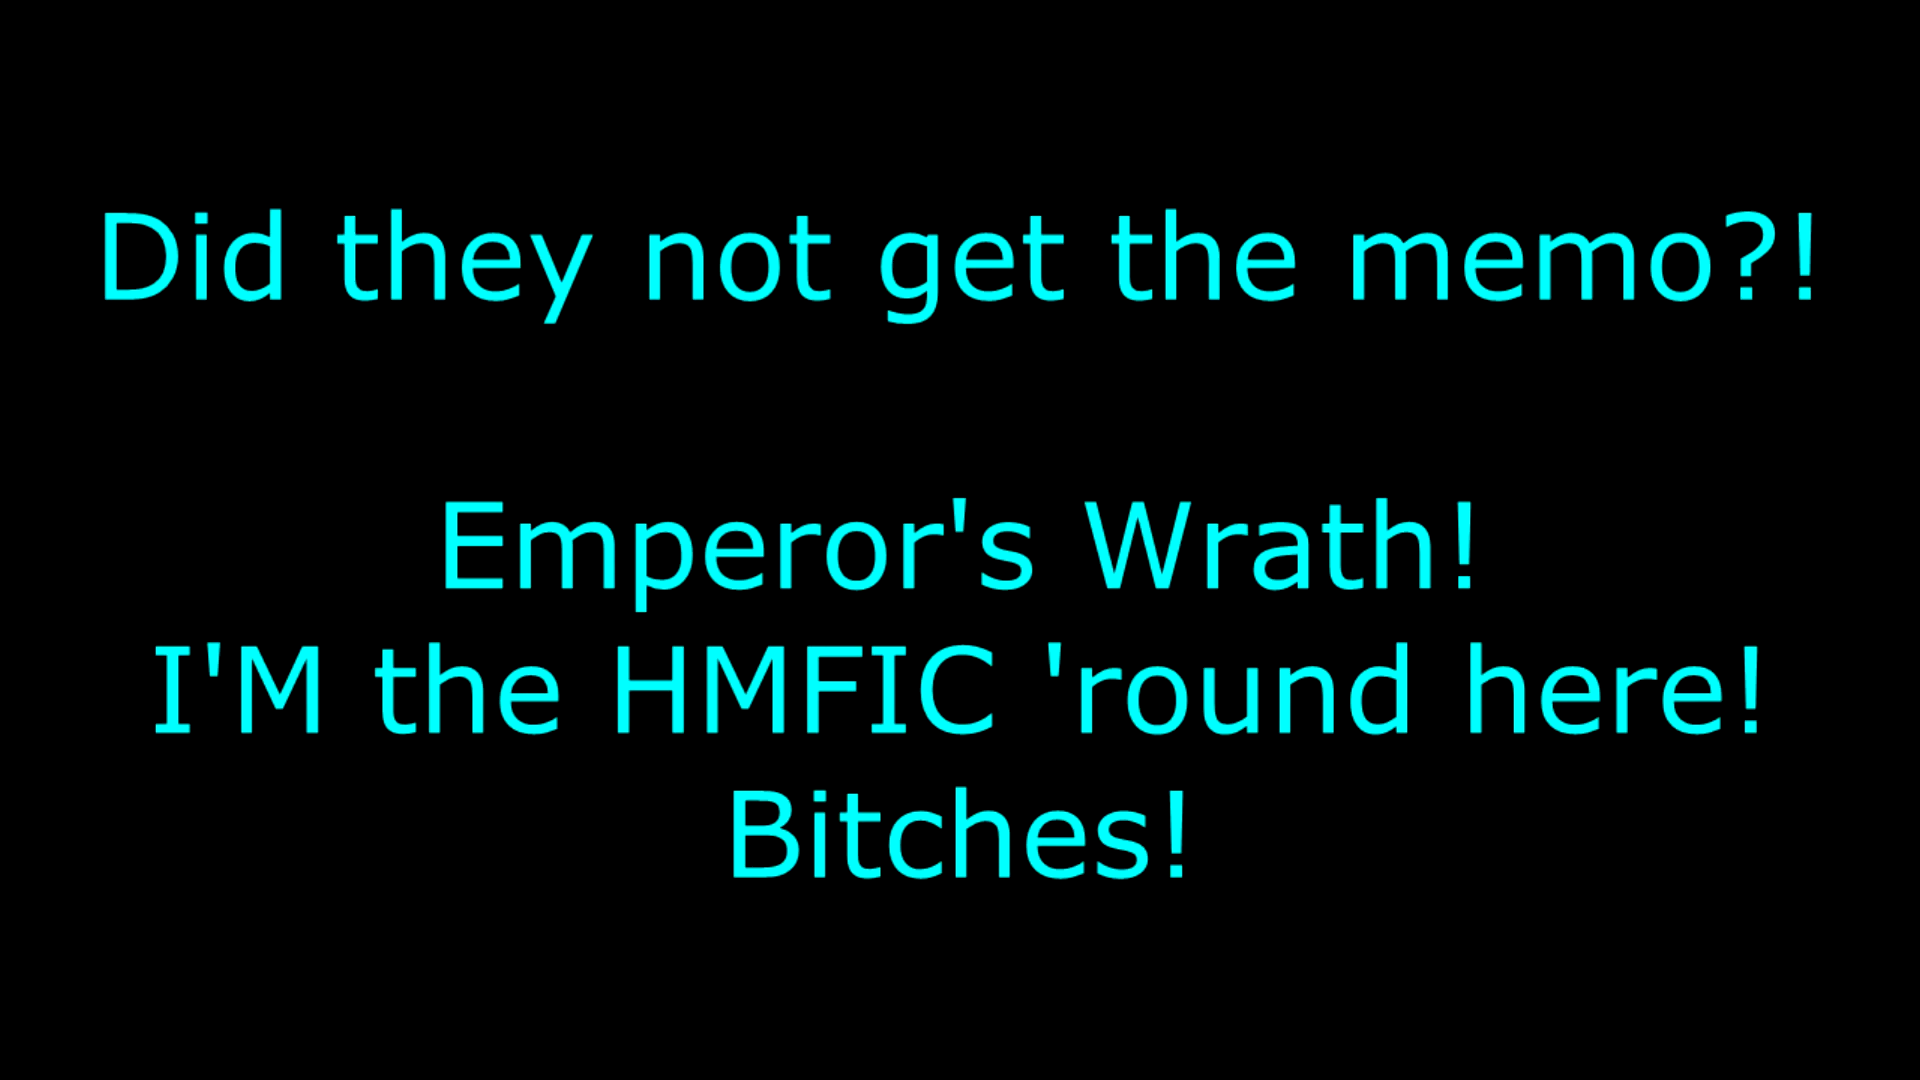 Did they not get the memo?!
Emperor's Wrath!
I'M the HMFIC 'round here!
Bitches!